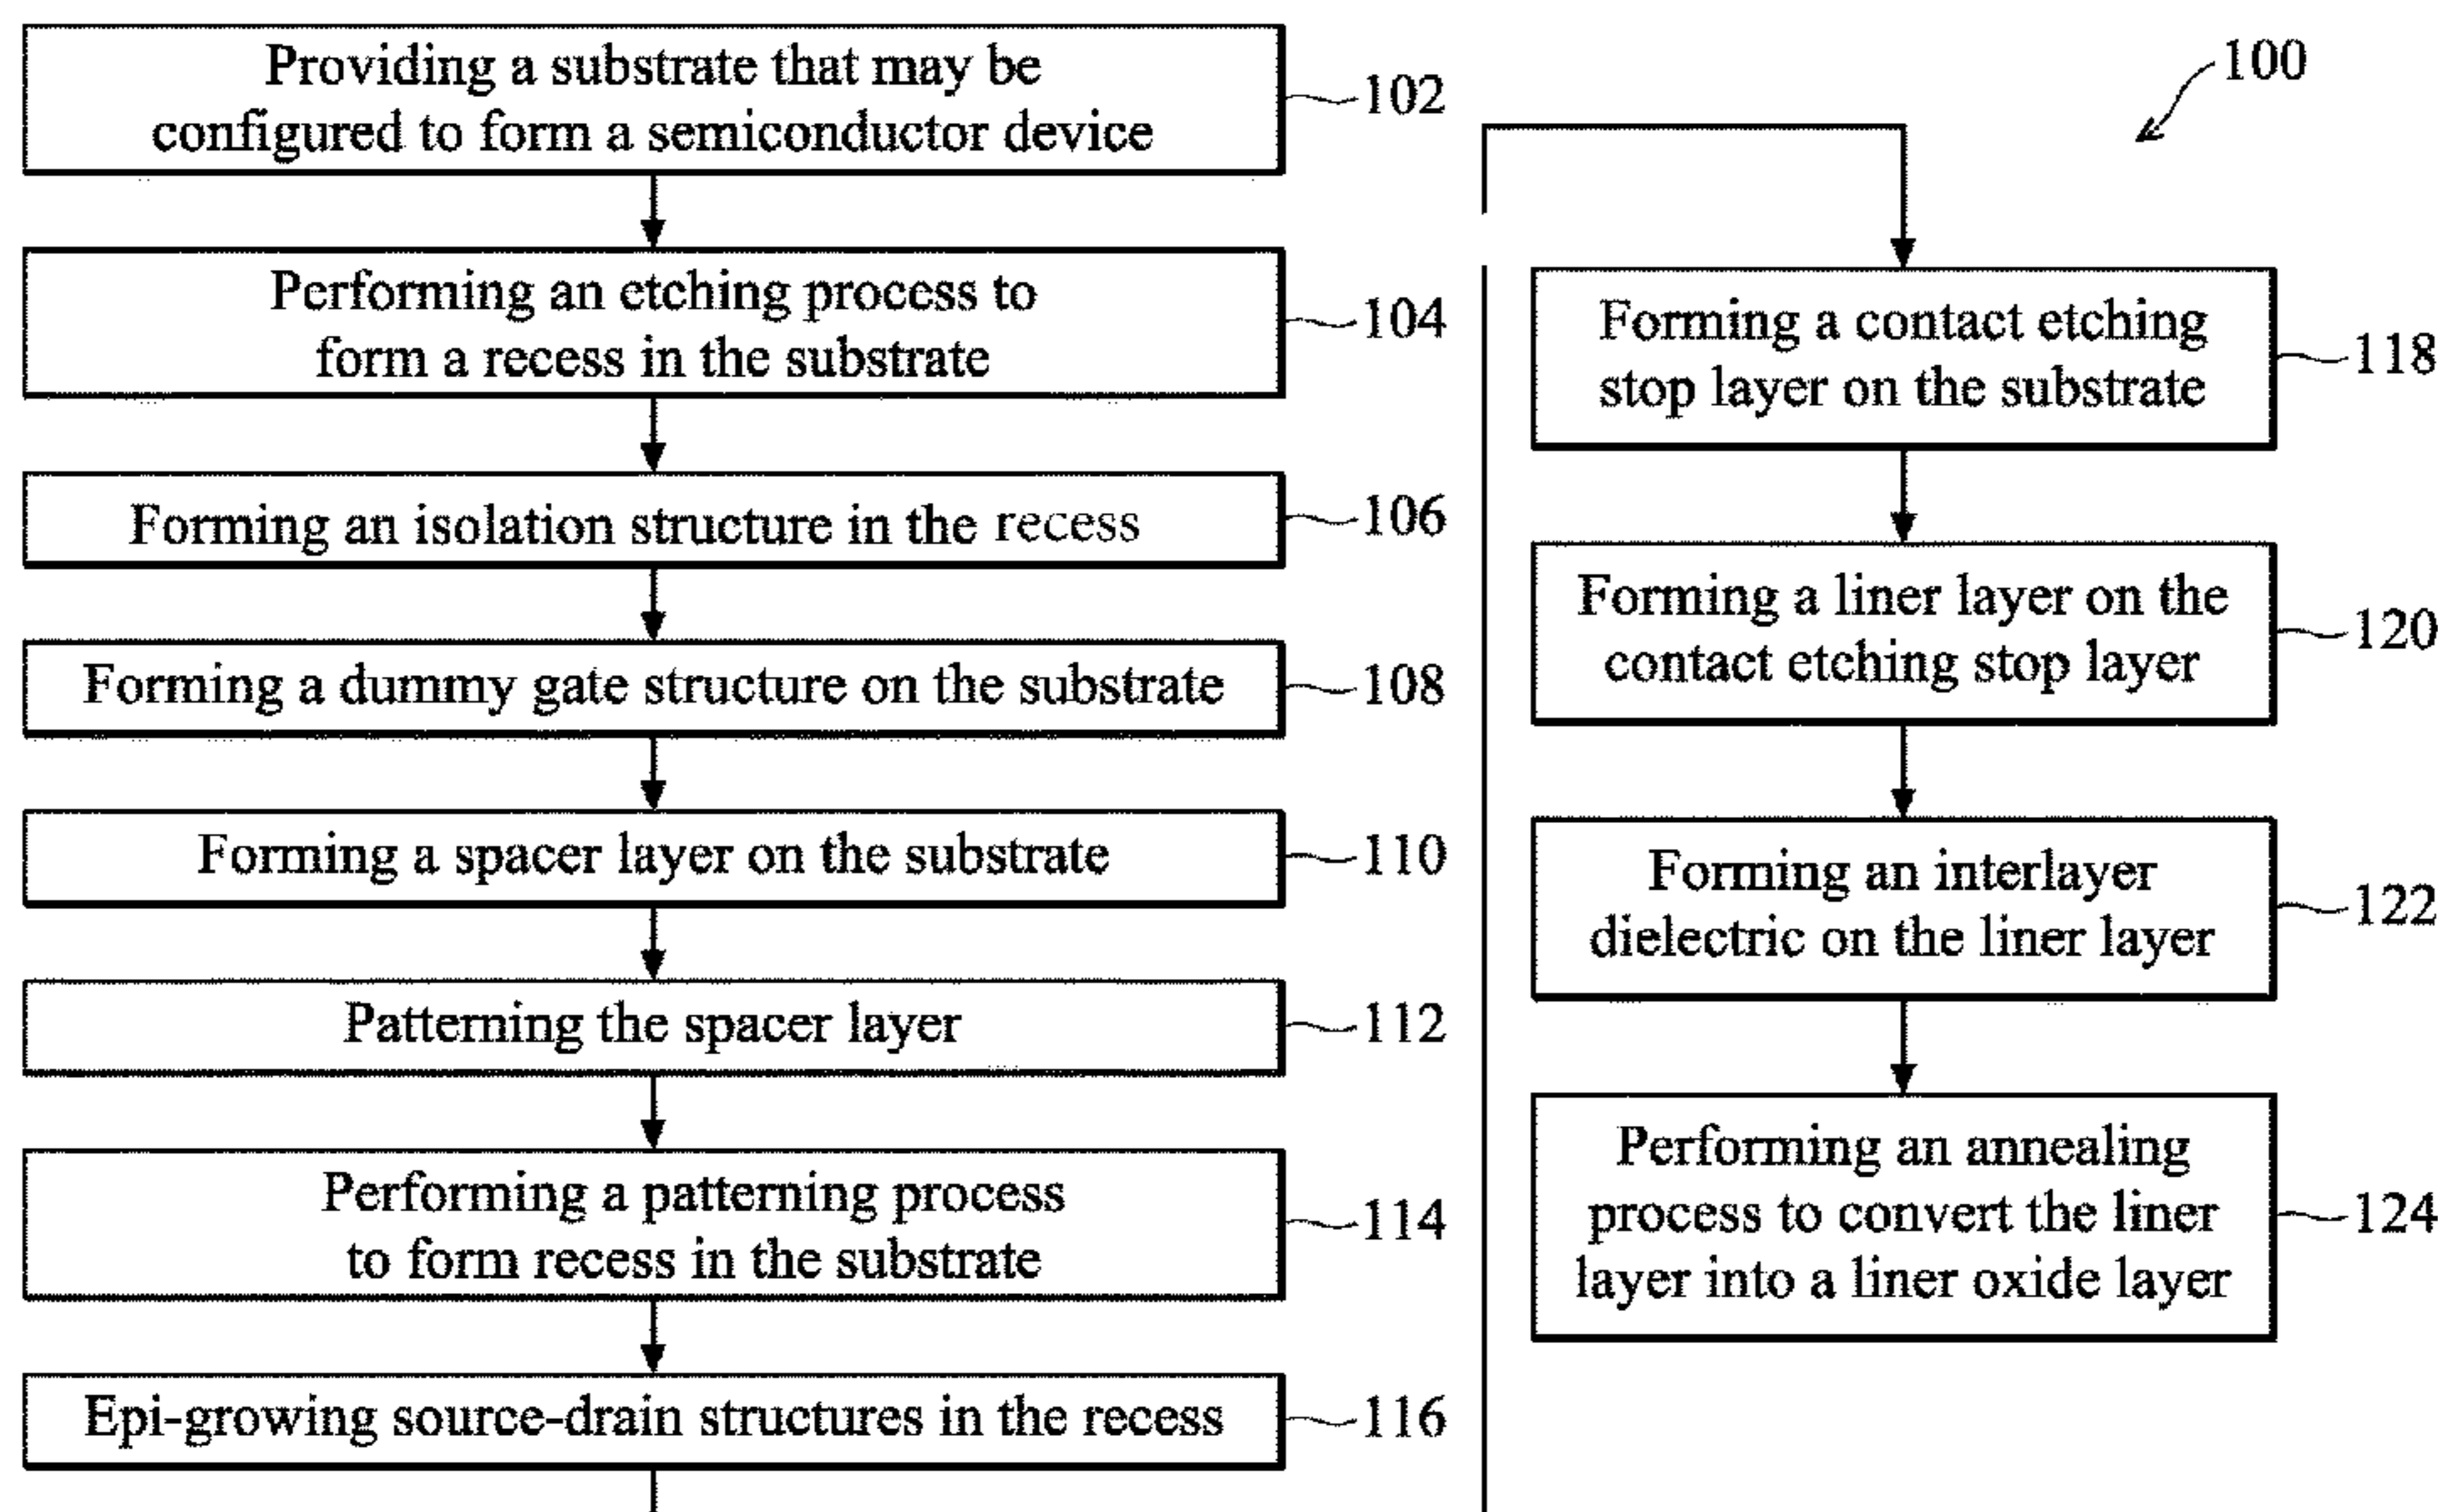 Providing a substrate that may be
configured to form a semiconductor device
102
Performing an etching process to
form a recess in the substrate
104
Forming an isolation structure in the recess
106
Forming a dummy gate structure on the substrate
108
Forming a spacer layer on the substrate
110
Patterning the spacer layer
112
Performing a patterning process
to form recess in the substrate
114
Epi-growing source-drain structures in the recess
116
100
Forming a contact etching
stop layer on the substrate
118
Forming a liner layer on the
contact etching stop layer
120
Forming an interlayer
dielectric on the liner layer
122
Performing an annealing
process to convert the liner
layer into a liner oxide layer
124